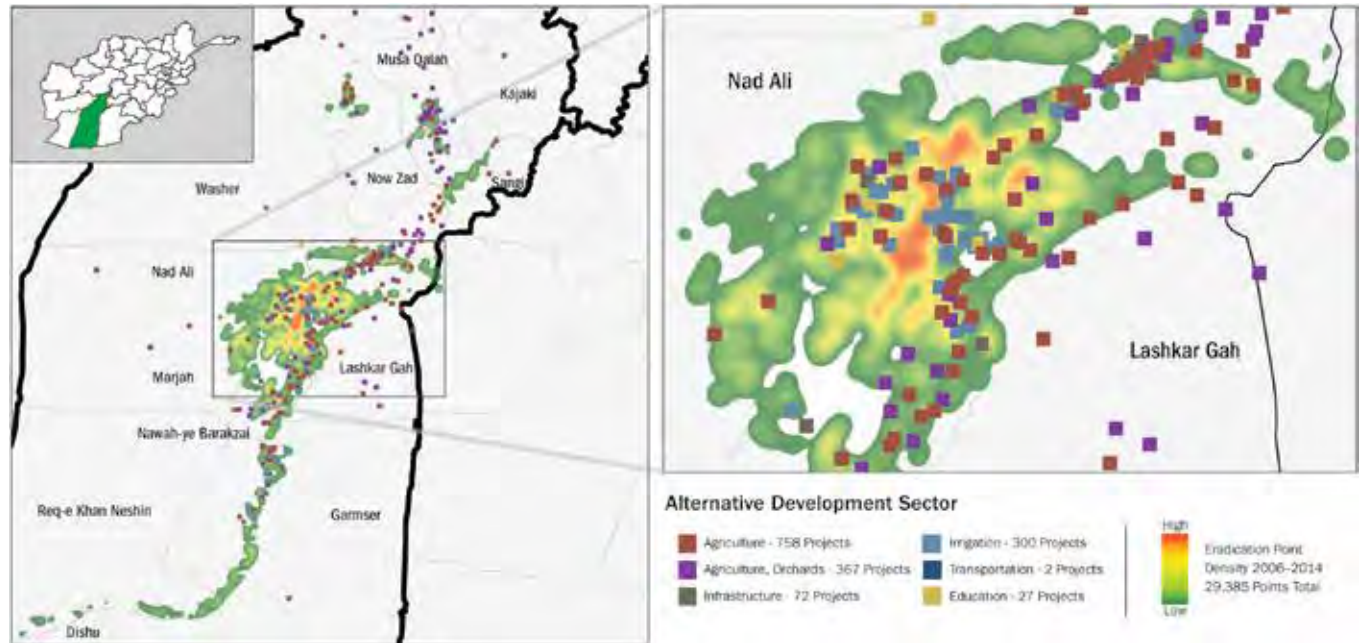 Musa Qalah
Kajaki
Now Zad
Sangi
Washer
Nad Ali
Lashkar Gah
Marjah
Nawah-ye Barakzai
Req-e Khan Neshin
Garmser
Dishu
Nad Ali
Lashkar Gah
Alternative Development Sector
Agriculture - 758 Projects
Agriculture, Orchards - 367 Projects
Infrastructure - 72 Projects
Irrigation - 300 Projects
Transportation - 2 Projects
Education - 27 Projects
High
Low
Eradication Point
Density 2006–2014
29,385 Points Total